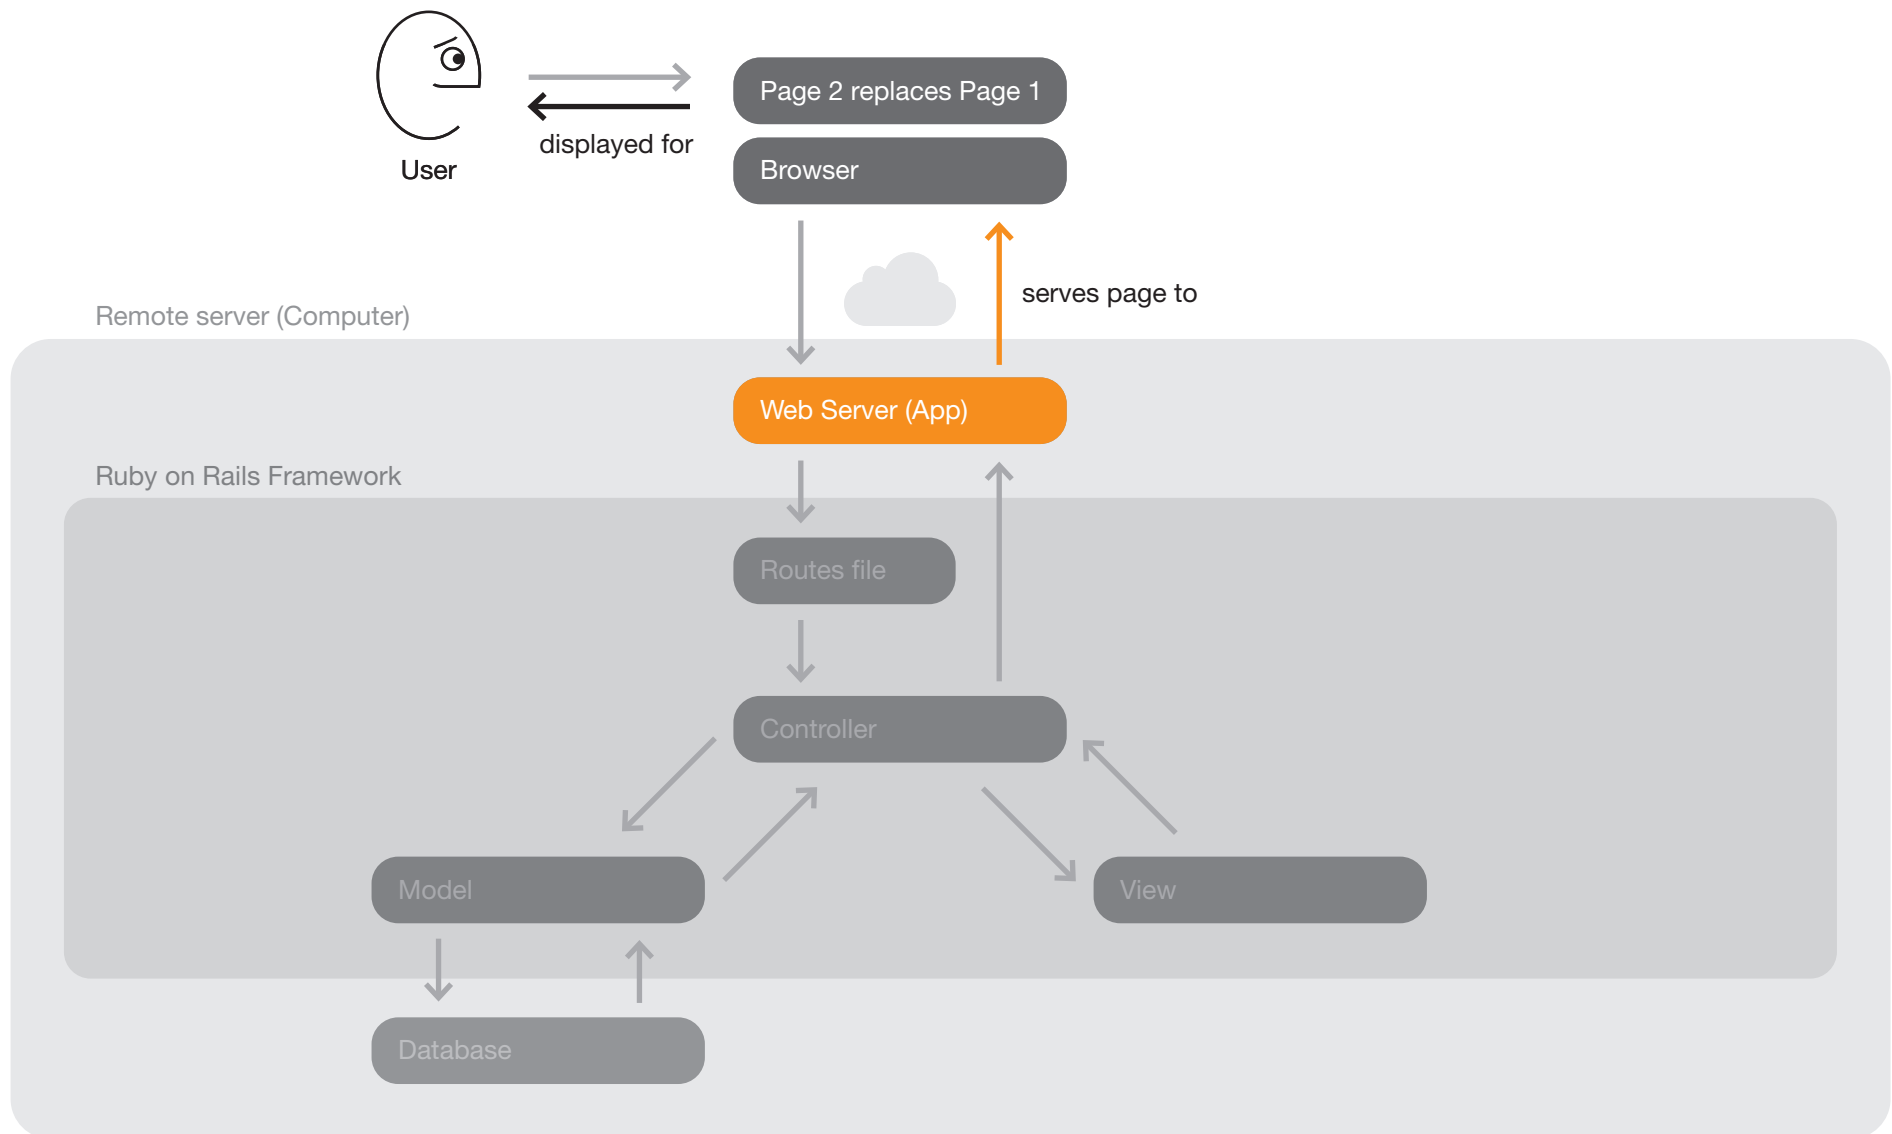 Page 2 replaces Page 1
displayed for
User
Browser
serves page to
Remote server (Computer)
Web Server (App)
Ruby on Rails Framework
Routes file
Controller
Model
View
Database